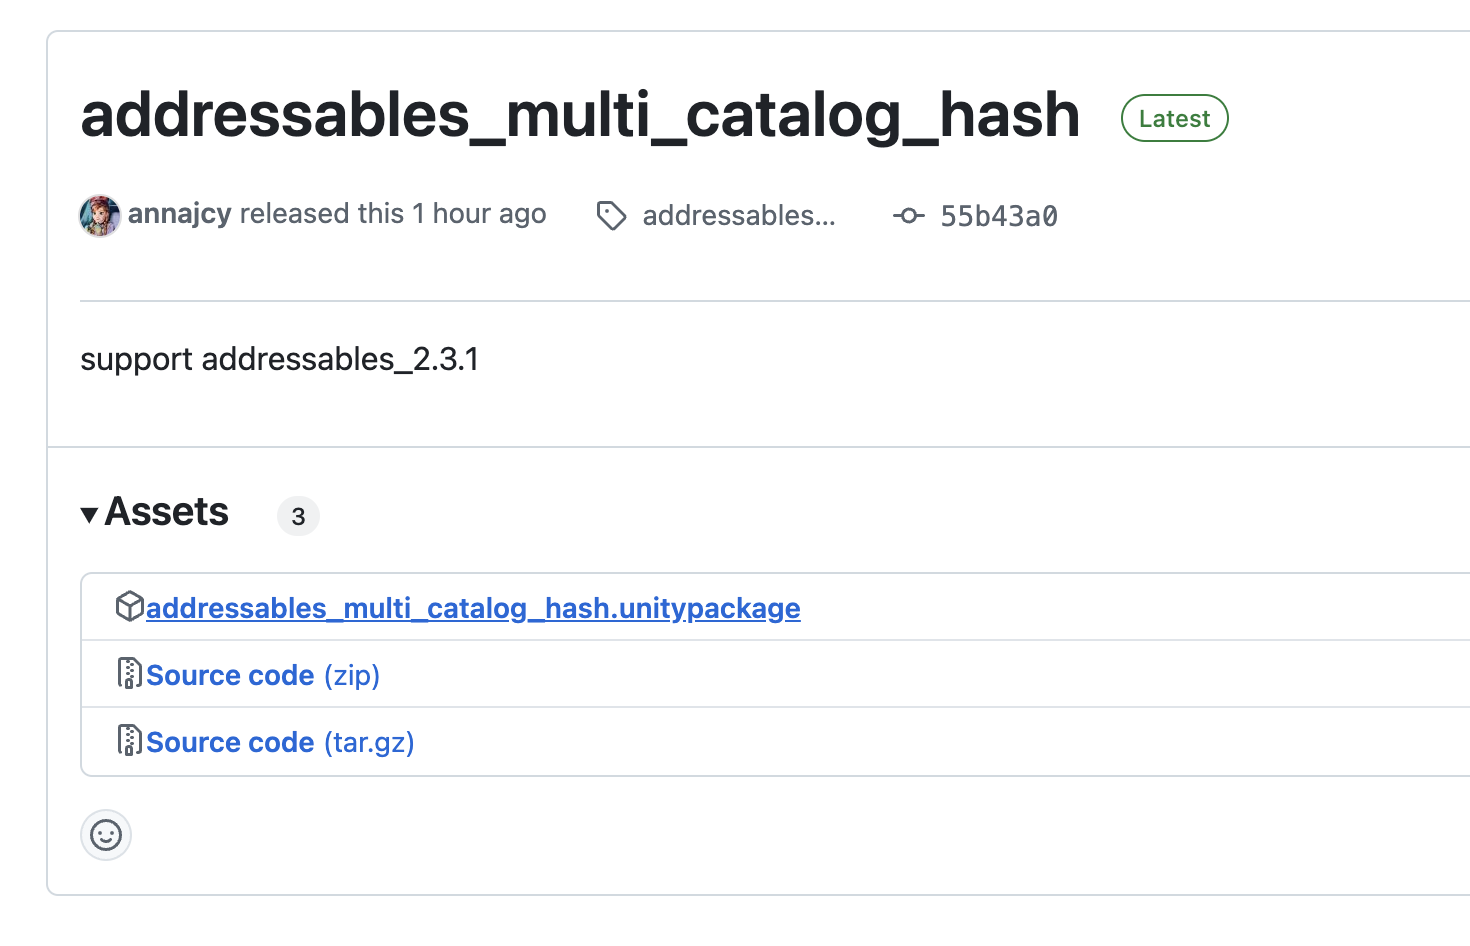 addressables_multi_catalog_hash Latest
annajcy released this 1 hour ago addressables... 55b43a0
support addressables_2.3.1
Assets 3
addressables_multi_catalog_hash.unitypackage
Source code (zip)
Source code (tar.gz)